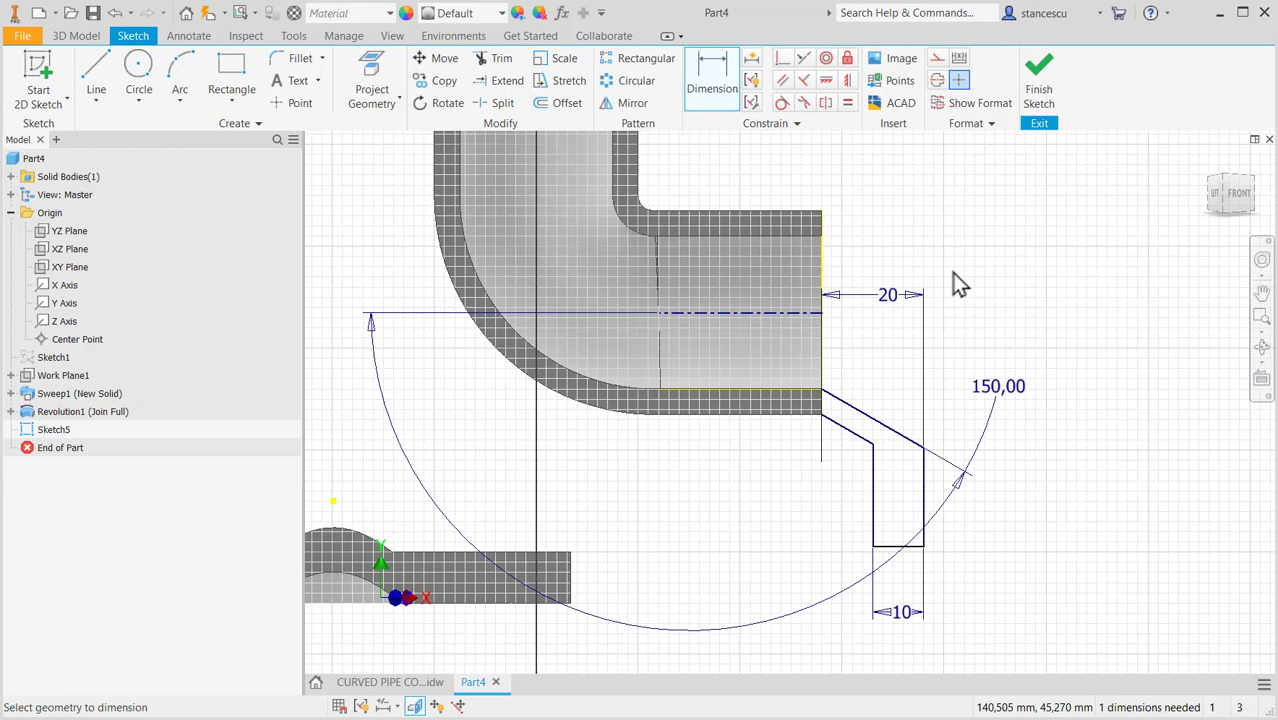 PRO
Material
Default
Part4
Search Help & Commands...
stancescu
File
3D Model
Sketch
Annotate
Inspect
Tools
Manage
View
Environments
Get Started
Collaborate
Start
2D Sketch
Line
Circle
Arc
Rectangle
Fillet
Text
Point
Project
Geometry
Move
Trim
Scale
Copy
Extend
Stretch
Rotate
Split
Offset
Rectangular
Circular
Mirror
Dimension
Image
Points
ACAD
Show Format
Finish
Sketch
Sketch
Create
Modify
Pattern
Constrain
Insert
Format
Exit
Model
Part4
Solid Bodies(1)
View: Master
Origin
YZ Plane
XZ Plane
XY Plane
X Axis
Y Axis
Z Axis
Center Point
Sketch1
Work Plane1
Sweep1 (New Solid)
Revolution1 (Join Full)
Sketch5
End of Part
FRONT
20
150,00
10
Y
X
CURVED PIPE CO...idw
Part4
Select geometry to dimension
140,505 mm, 45,270 mm
1 dimensions needed
1
3